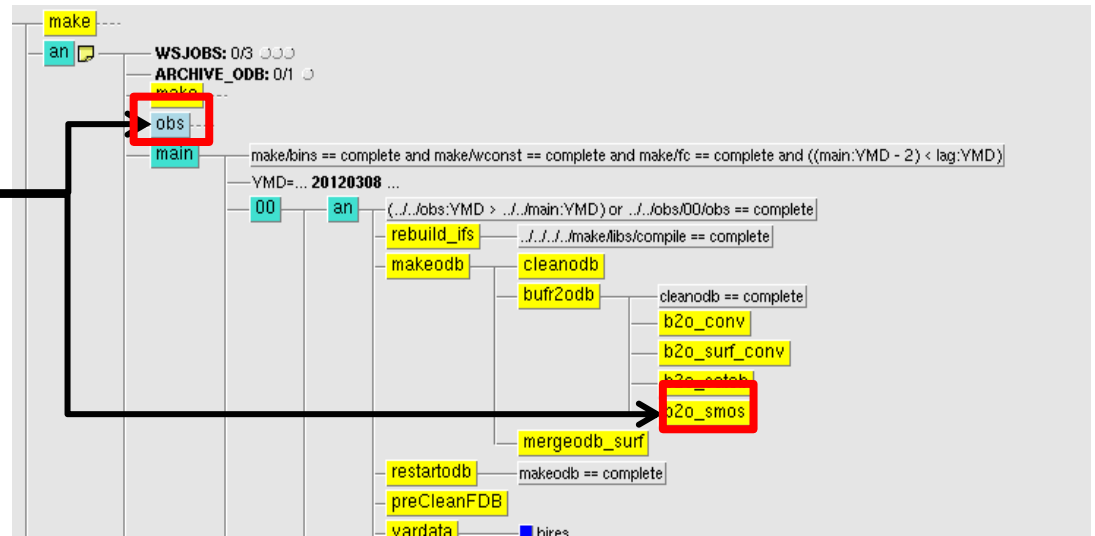 make
an WSJOBS: 0/3
ARCHIVE_ODB: 0/1
make
obs
main make/bins == complete and make/wconst == complete and make/fc == complete and ((main:YMD - 2) < lag:YMD)
YMD=... 20120308 ...
00 an (../../obs:YMD > ../../main:YMD) or ../../obs/00/obs == complete
rebuild_ifs ../../../../make/libs/compile == complete
makeodb cleanodb
bufr2odb cleanodb == complete
b2o_conv
b2o_surf_conv
b2o_smos
mergeodb_surf
restartodb makeodb == complete
preCleanFDB
vardata hires